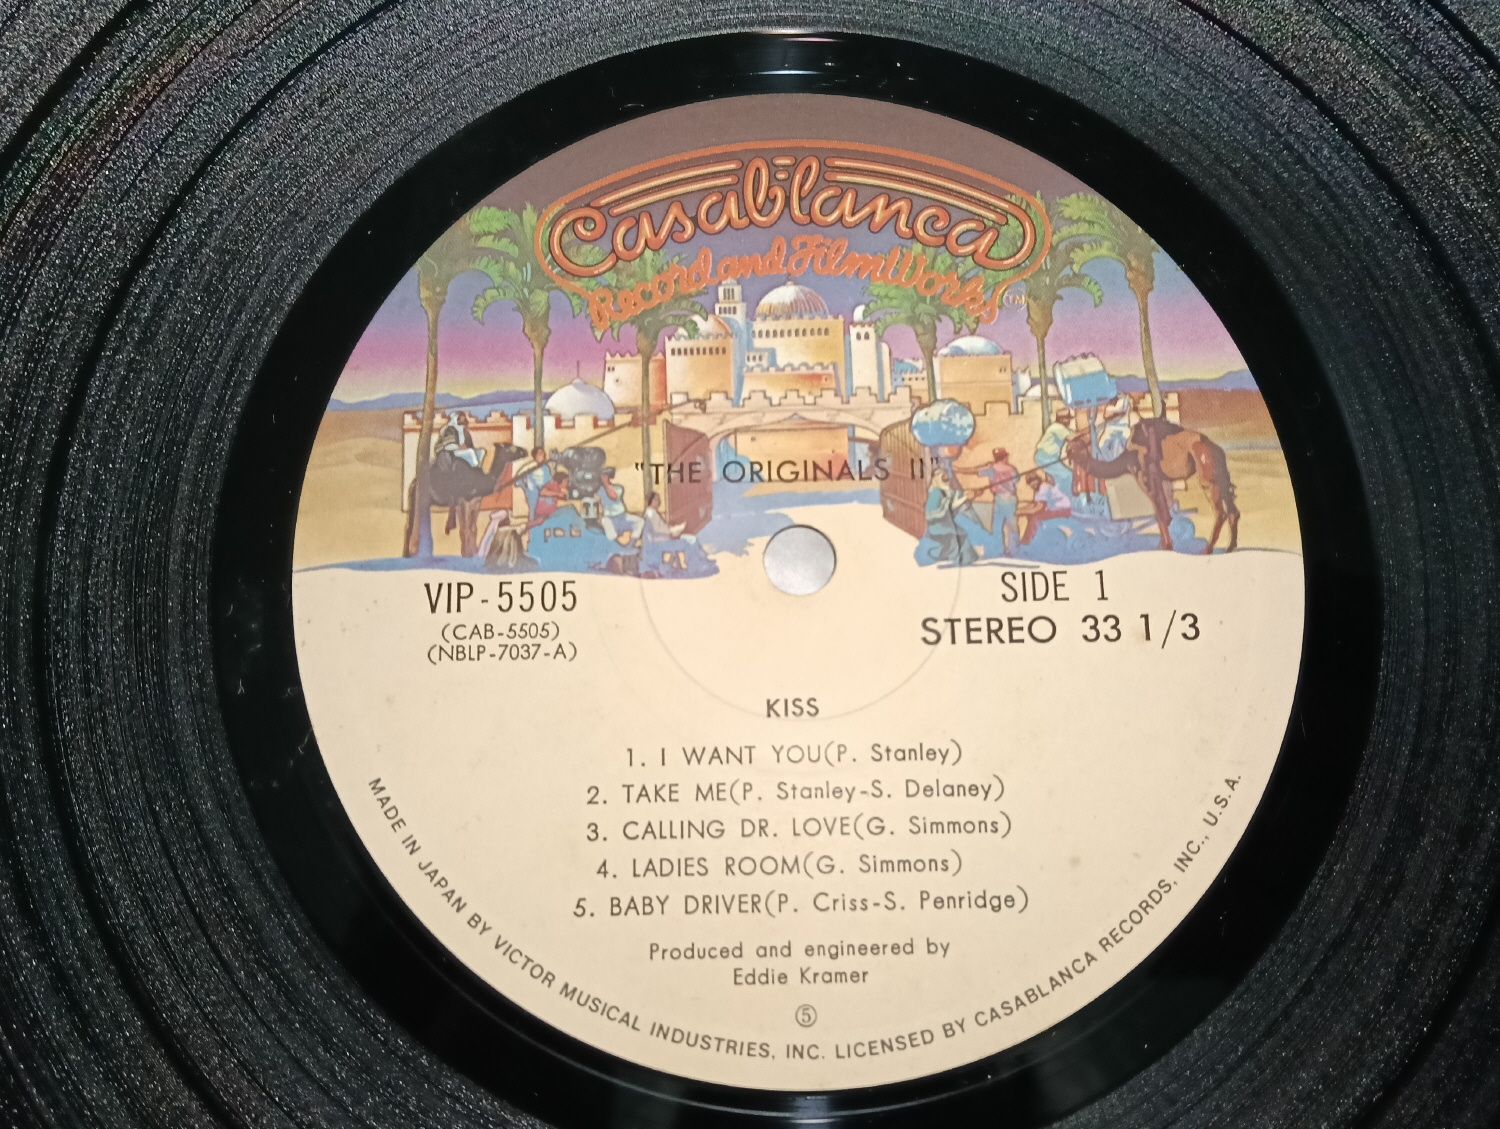 Casablanca
Record and FilmWorks
TM
"THE ORIGINALS II"
VIP-5505
(CAB-5505)
(NBLP-7037-A)
SIDE 1
STEREO 33 1/3
KISS
1. I WANT YOU(P. Stanley)
2. TAKE ME(P. Stanley-S. Delaney)
3. CALLING DR. LOVE(G. Simmons)
4. LADIES ROOM(G. Simmons)
5. BABY DRIVER(P. Criss-S. Penridge)
Produced and engineered by
Eddie Kramer
⑤
MADE IN JAPAN BY VICTOR MUSICAL INDUSTRIES, INC. LICENSED BY CASABLANCA RECORDS, INC., U.S.A.